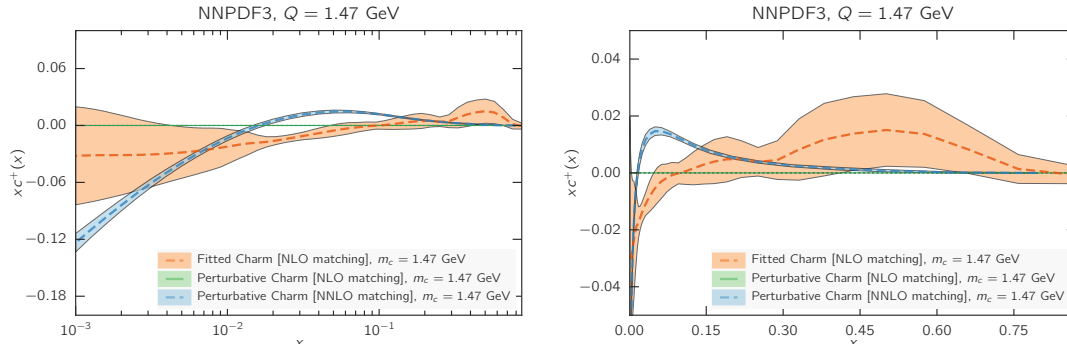 NNPDF3, Q = 1.47 GeV
0.06
0.00
−0.06
−0.12
−0.18
xc⁺(x)
Fitted Charm [NLO matching], m_c = 1.47 GeV
Perturbative Charm [NLO matching], m_c = 1.47 GeV
Perturbative Charm [NNLO matching], m_c = 1.47 GeV
10⁻³ 10⁻² 10⁻¹
x
NNPDF3, Q = 1.47 GeV
0.04
0.02
0.00
−0.02
−0.04
xc⁺(x)
Fitted Charm [NLO matching], m_c = 1.47 GeV
Perturbative Charm [NLO matching], m_c = 1.47 GeV
Perturbative Charm [NNLO matching], m_c = 1.47 GeV
0.00 0.15 0.30 0.45 0.60 0.75
x